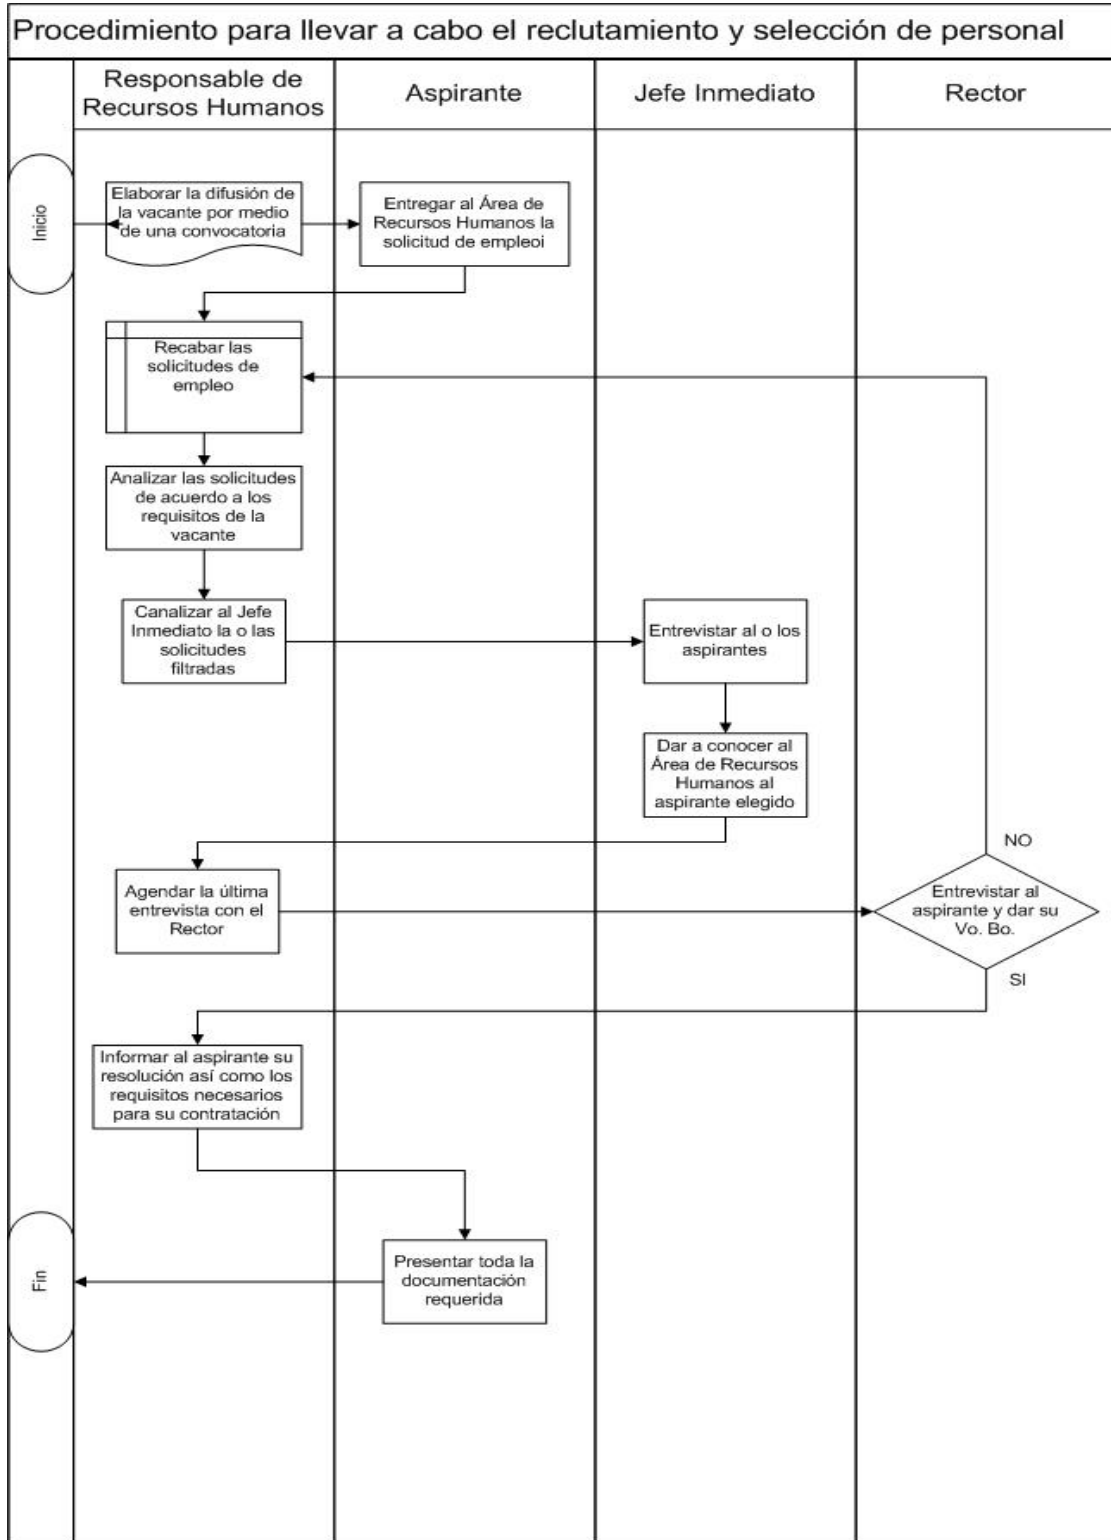 Procedimiento para llevar a cabo el reclutamiento y selección de personal
Responsable de
Recursos Humanos
Aspirante
Jefe Inmediato
Rector
Inicio
Elaborar la difusión de
la vacante por medio
de una convocatoria
Entregar al Área de
Recursos Humanos la
solicitud de empleoi
Recabar las
solicitudes de
empleo
Analizar las solicitudes
de acuerdo a los
requisitos de la
vacante
Canalizar al Jefe
Inmediato la o las
solicitudes
filtradas
Entrevistar al o los
aspirantes
Dar a conocer al
Área de Recursos
Humanos al
aspirante elegido
Agendar la última
entrevista con el
Rector
NO
Entrevistar al
aspirante y dar su
Vo. Bo.
SI
Informar al aspirante su
resolución así como los
requisitos necesarios
para su contratación
Presentar toda la
documentación
requerida
Fin